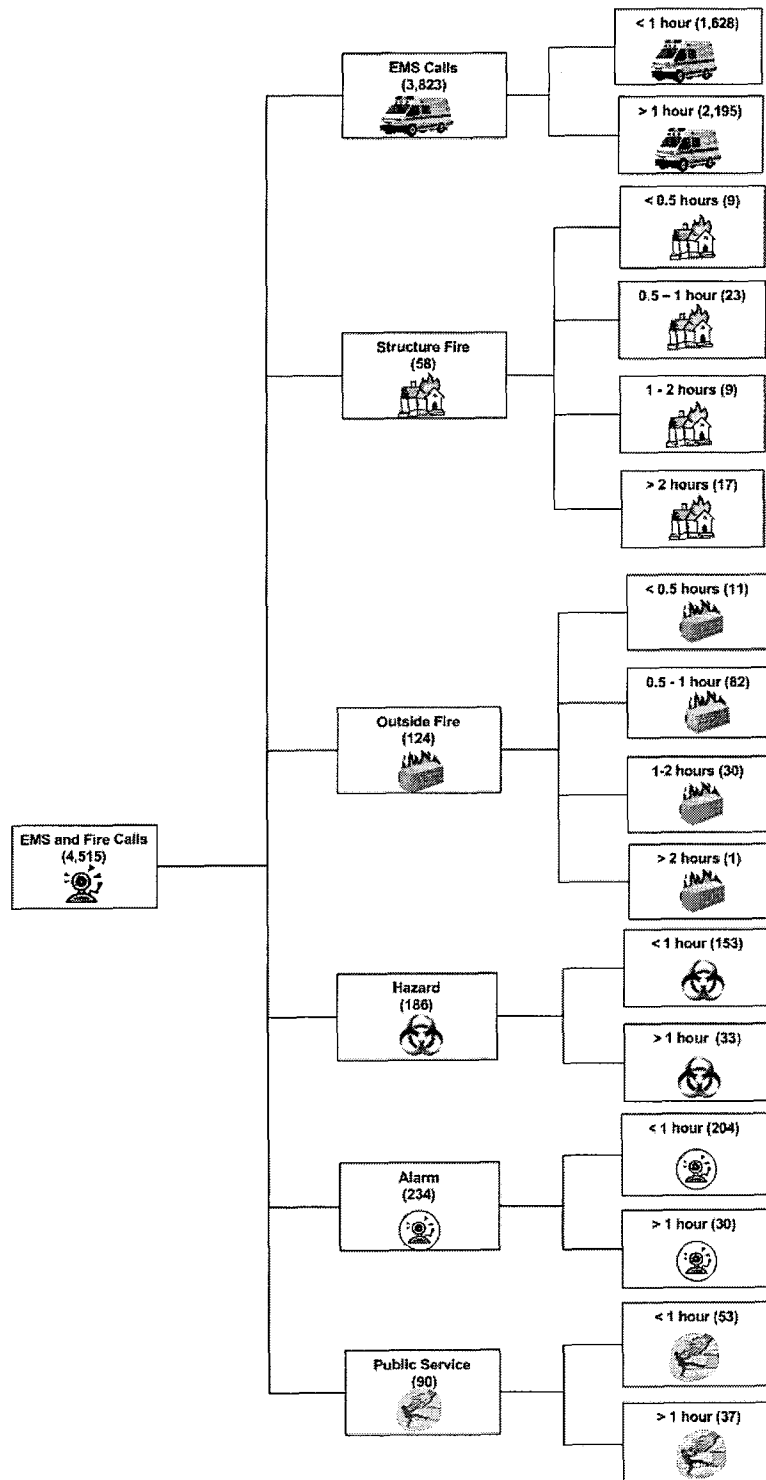 EMS and Fire Calls
(4,515)
EMS Calls
(3,823)
< 1 hour (1,628)
> 1 hour (2,195)
Structure Fire
(58)
< 0.5 hours (9)
0.5 – 1 hour (23)
1 - 2 hours (9)
> 2 hours (17)
Outside Fire
(124)
< 0.5 hours (11)
0.5 - 1 hour (82)
1-2 hours (30)
> 2 hours (1)
Hazard
(186)
< 1 hour (153)
> 1 hour (33)
Alarm
(234)
< 1 hour (204)
> 1 hour (30)
Public Service
(90)
< 1 hour (53)
> 1 hour (37)